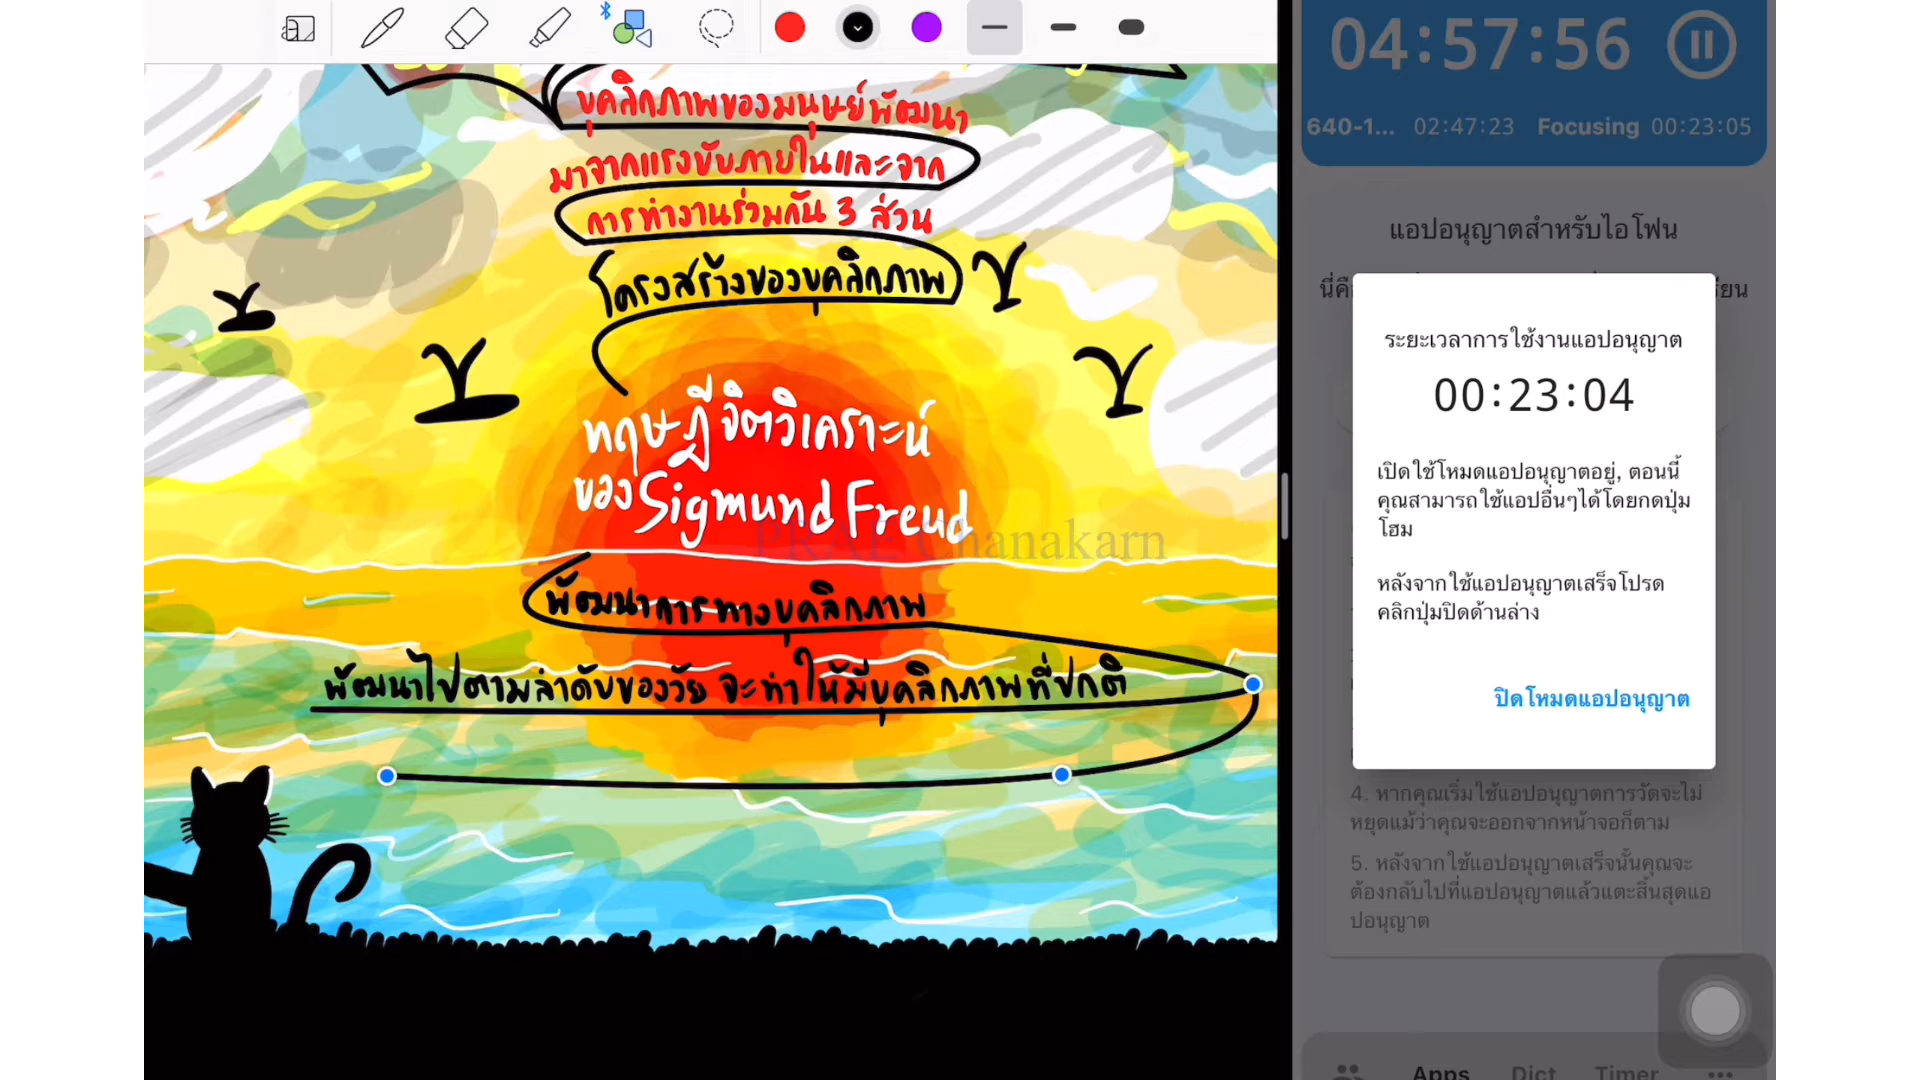 บุคลิกภาพของมนุษย์พัฒนา
มาจากแรงขับภายในและจาก
การทำงานร่วมกัน 3 ส่วน
โครงสร้างของบุคลิกภาพ
ทฤษฎีจิตวิเคราะห์
ของ Sigmund Freud
PRAE Chanakarn
พัฒนาการทางบุคลิกภาพ
พัฒนาไปตามลำดับของวัย จะทำให้มีบุคลิกภาพที่ปกติ
04:57:56
640-1... 02:47:23 Focusing 00:23:05
แอปอนุญาตสำหรับไอโฟน
ระยะเวลาการใช้งานแอปอนุญาต
00:23:04
เปิดใช้โหมดแอปอนุญาตอยู่, ตอนนี้
คุณสามารถใช้แอปอื่นๆได้โดยกดปุ่ม
โฮม
หลังจากใช้แอปอนุญาตเสร็จโปรด
คลิกปุ่มปิดด้านล่าง
ปิดโหมดแอปอนุญาต
4. หากคุณเริ่มใช้แอปอนุญาตการวัดจะไม่
หยุดแม้ว่าคุณจะออกจากหน้าจอก็ตาม
5. หลังจากใช้แอปอนุญาตเสร็จนั้นคุณจะ
ต้องกลับไปที่แอปอนุญาตแล้วแตะสิ้นสุดแอ
ปอนุญาต
Apps Dict Timer